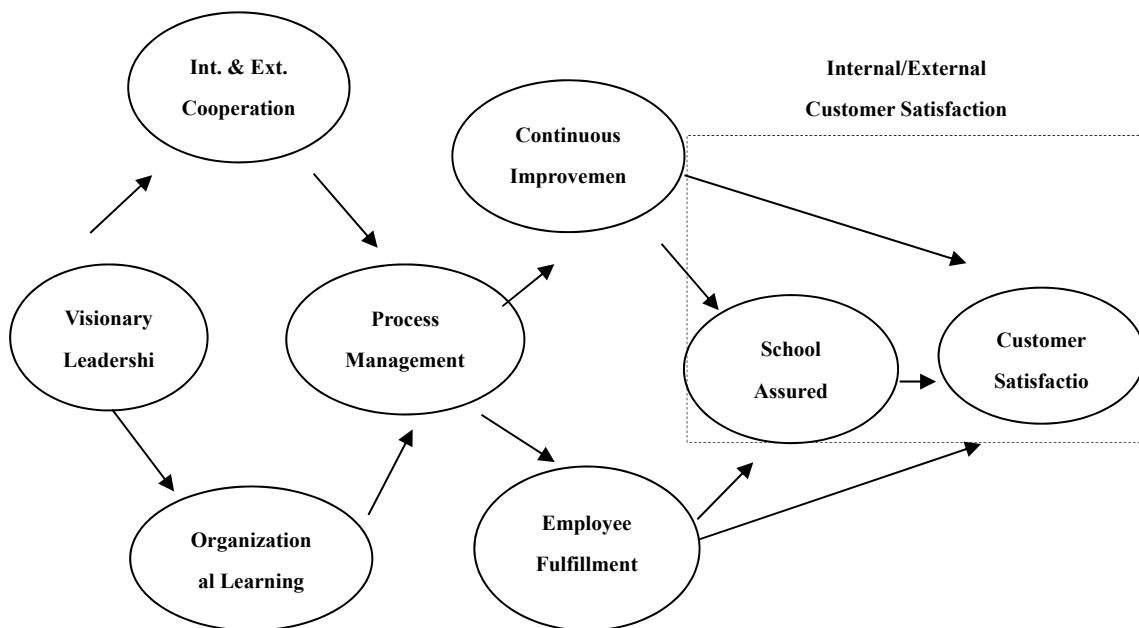 Int. & Ext.
Cooperation
Internal/External
Customer Satisfaction
Continuous
Improvemen
Visionary
Leadershi
Process
Management
School
Assured
Customer
Satisfactio
Organization
al Learning
Employee
Fulfillment